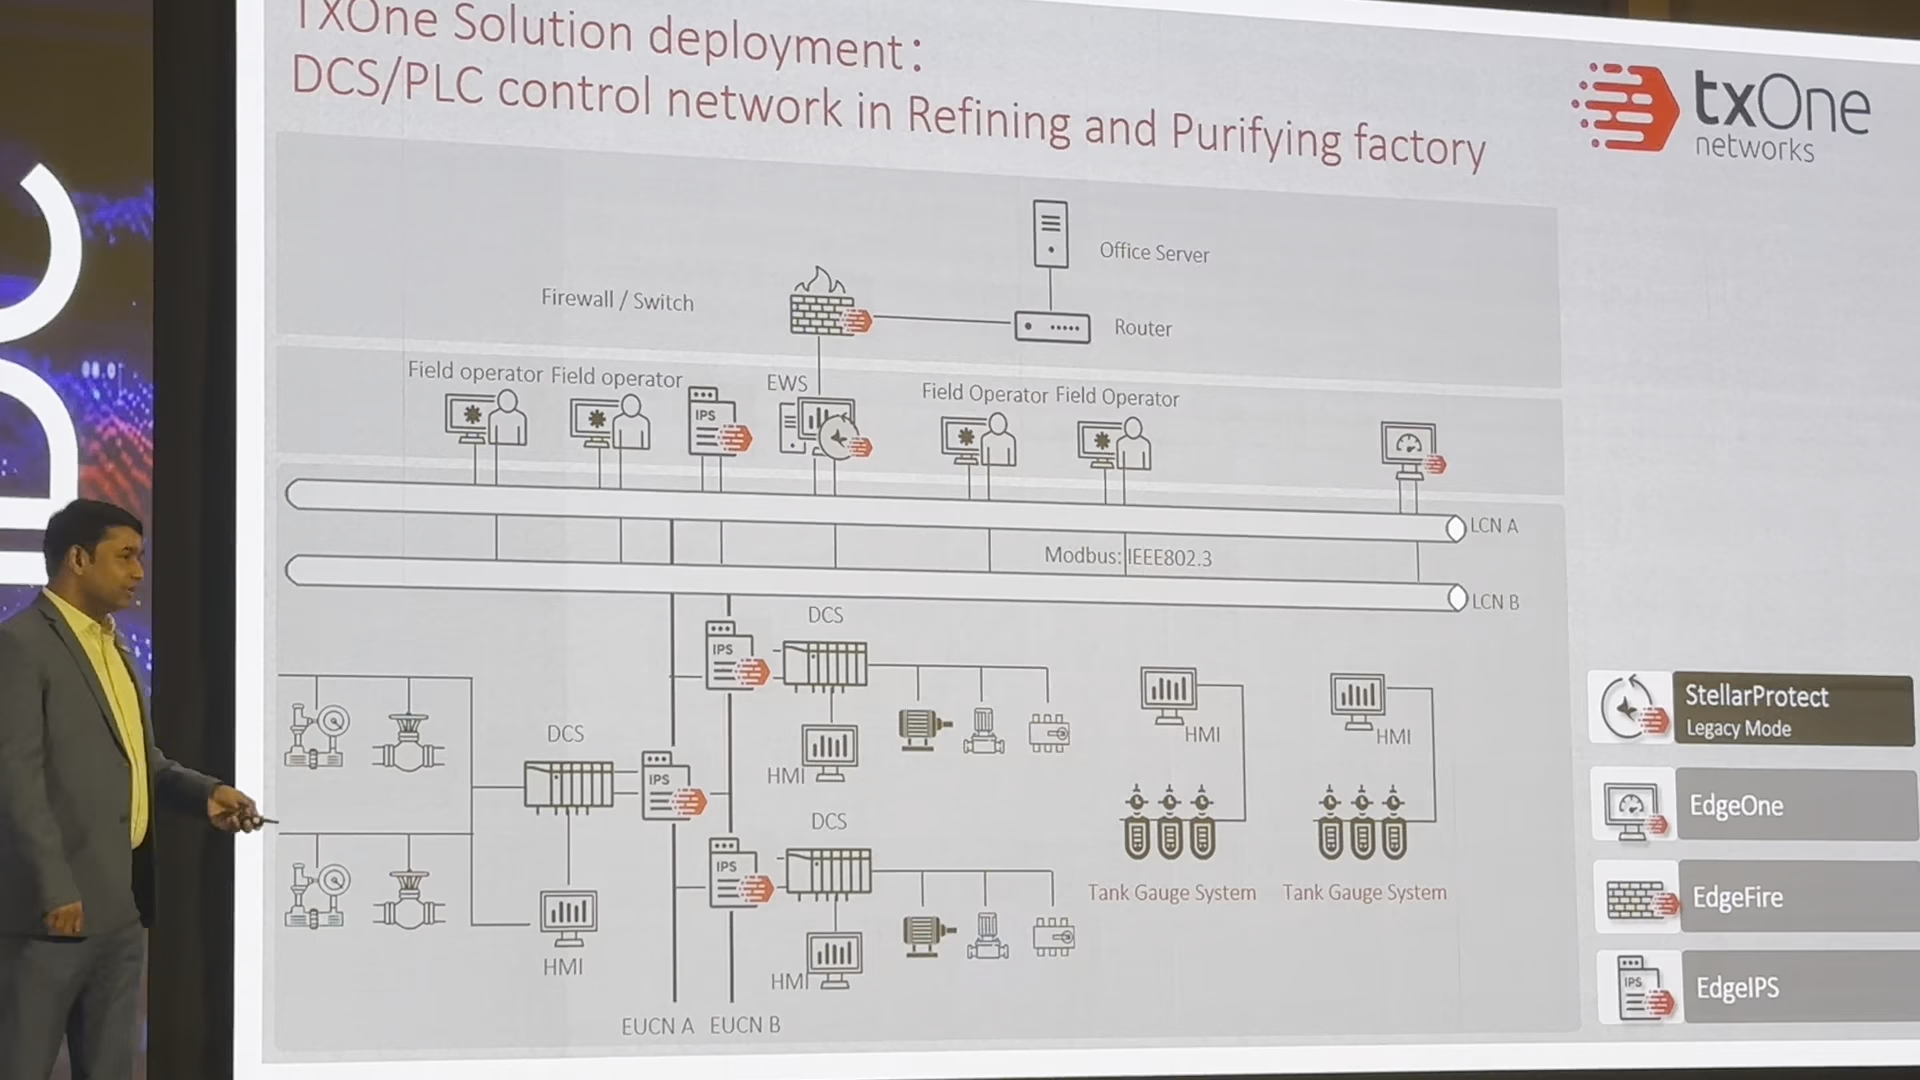 TXOne Solution deployment:
DCS/PLC control network in Refining and Purifying factory
txOne
networks
Office Server
Firewall / Switch
Router
Field operator Field operator
EWS
Field Operator Field Operator
IPS
LCN A
Modbus: IEEE802.3
LCN B
DCS
IPS
HMI
HMI
DCS
IPS
HMI
DCS
IPS
Tank Gauge System
Tank Gauge System
HMI
HMI
EUCN A
EUCN B
StellarProtect
Legacy Mode
EdgeOne
EdgeFire
IPS
EdgeIPS